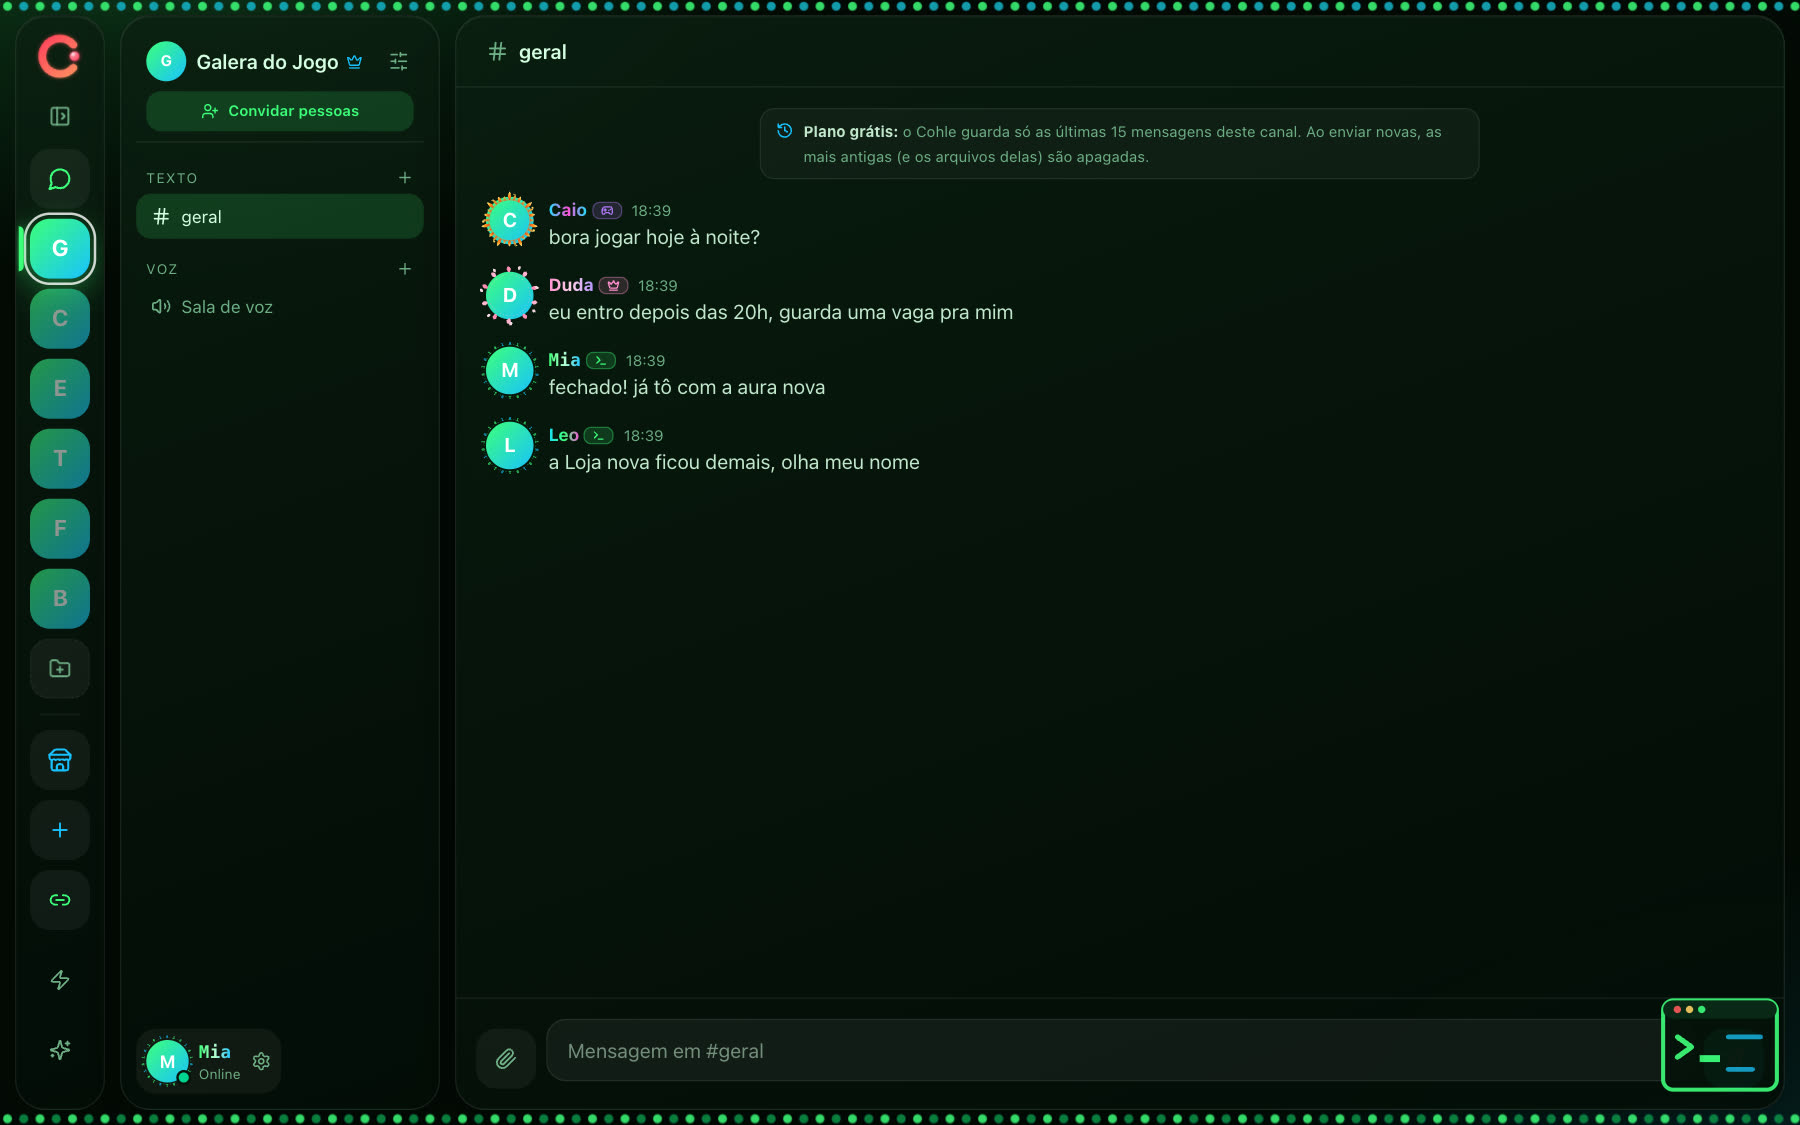 G
Galera do Jogo
Convidar pessoas
TEXTO
# geral
VOZ
Sala de voz
G
C
E
T
F
B
M
Mia
Online
# geral
Plano grátis: o Cohle guarda só as últimas 15 mensagens deste canal. Ao enviar novas, as
mais antigas (e os arquivos delas) são apagadas.
C
Caio 18:39
bora jogar hoje à noite?
D
Duda 18:39
eu entro depois das 20h, guarda uma vaga pra mim
M
Mia 18:39
fechado! já tô com a aura nova
L
Leo 18:39
a Loja nova ficou demais, olha meu nome
Mensagem em #geral